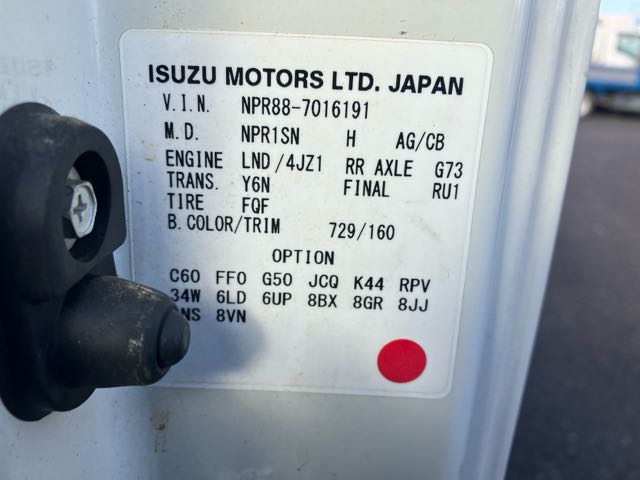 ISUZU MOTORS LTD. JAPAN
V.I.N. NPR88-7016191
M.D. NPR1SN H AG/CB
ENGINE LND/4JZ1 RR AXLE G73
TRANS. Y6N FINAL RU1
TIRE FQF
B.COLOR/TRIM 729/160
OPTION
C60 FF0 G50 JCQ K44 RPV
34W 6LD 6UP 8BX 8GR 8JJ
8VN